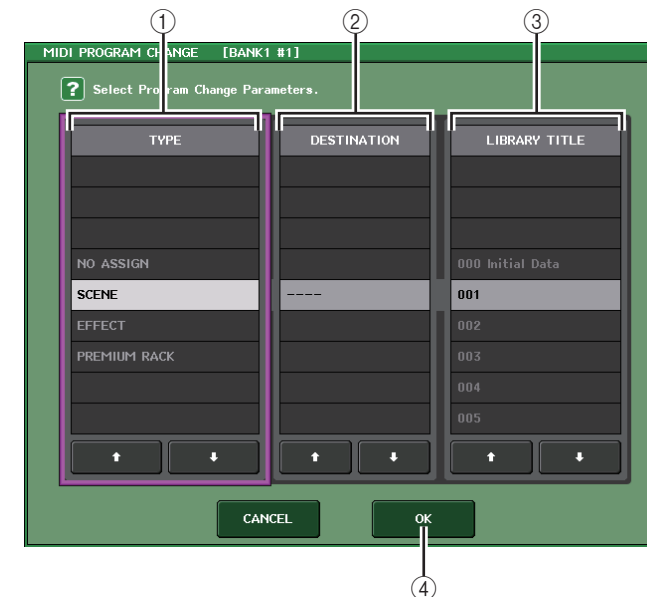 ① ② ③
MIDI PROGRAM CHANGE [BANK1 #1]
? Select Program Change Parameters.
TYPE DESTINATION LIBRARY TITLE
NO ASSIGN 000 Initial Data
SCENE ---- 001
EFFECT 002
PREMIUM RACK 003
004
005
CANCEL OK
④